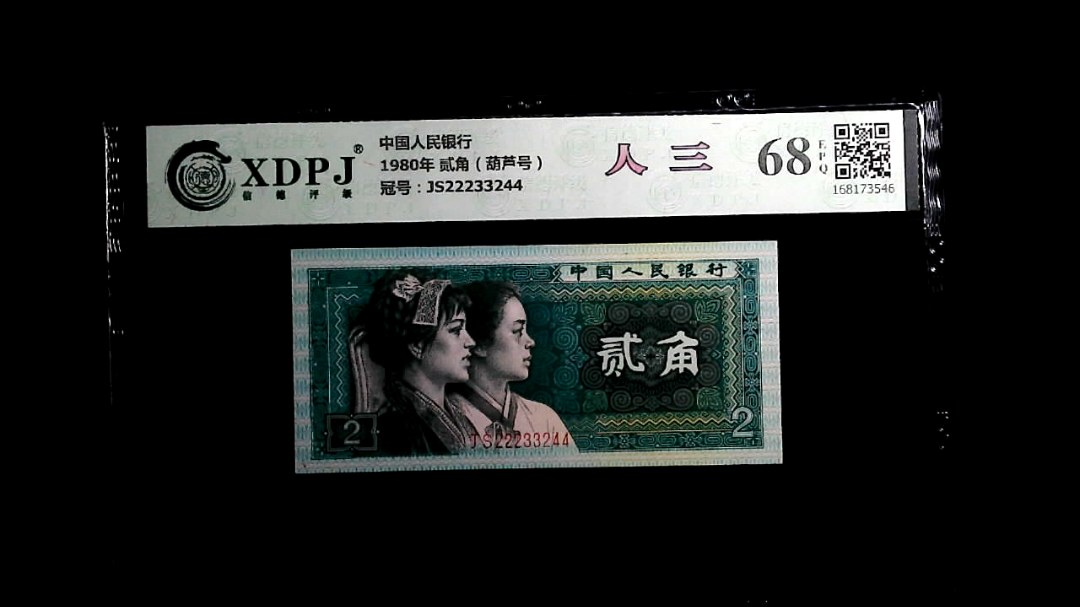 XDPJ®
信德评级
中国人民银行
1980年 贰角（葫芦号）
冠号：JS22233244
人三
68
EPQ
168173546
中国人民银行
贰角
2
2
JS22233244